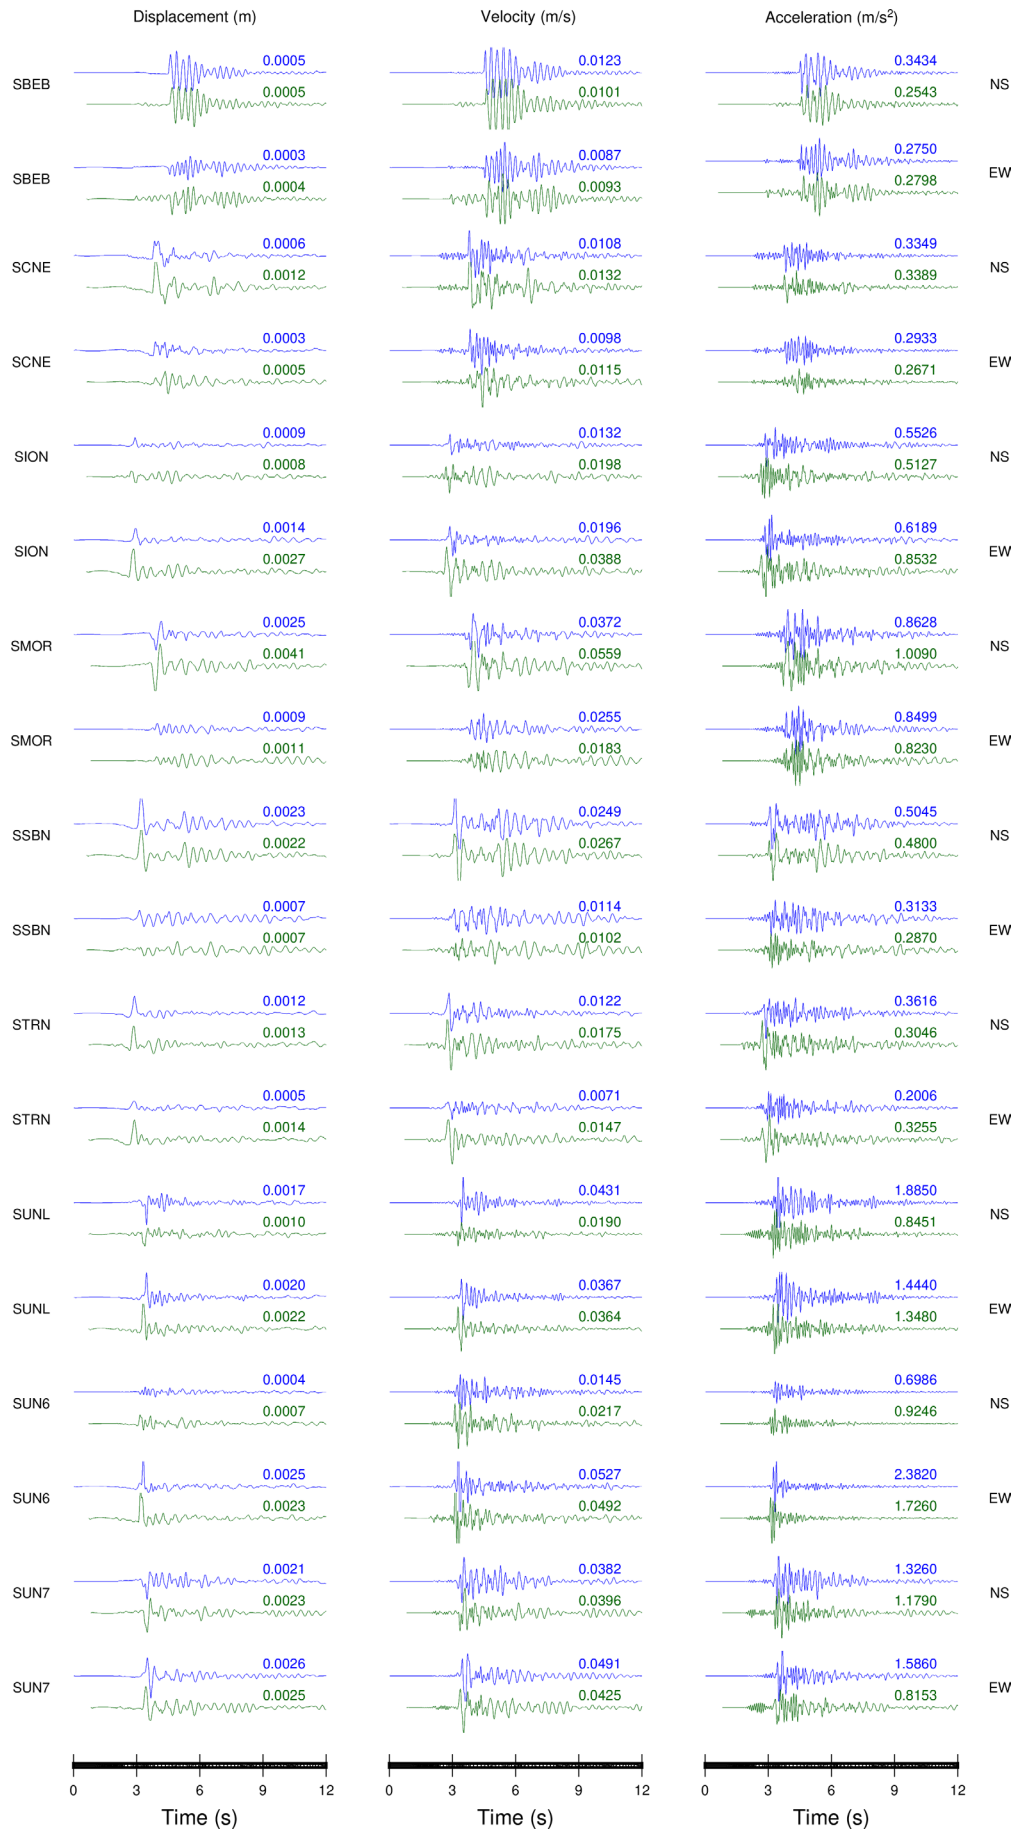 Displacement (m) Velocity (m/s) Acceleration (m/s²)
0.0005 0.0123 0.3434
SBEB NS
0.0005 0.0101 0.2543
0.0003 0.0087 0.2750
SBEB EW
0.0004 0.0093 0.2798
0.0006 0.0108 0.3349
SCNE NS
0.0012 0.0132 0.3389
0.0003 0.0098 0.2933
SCNE EW
0.0005 0.0115 0.2671
0.0009 0.0132 0.5526
SION NS
0.0008 0.0198 0.5127
0.0014 0.0196 0.6189
SION EW
0.0027 0.0388 0.8532
0.0025 0.0372 0.8628
SMOR NS
0.0041 0.0559 1.0090
0.0009 0.0255 0.8499
SMOR EW
0.0011 0.0183 0.8230
0.0023 0.0249 0.5045
SSBN NS
0.0022 0.0267 0.4800
0.0007 0.0114 0.3133
SSBN EW
0.0007 0.0102 0.2870
0.0012 0.0122 0.3616
STRN NS
0.0013 0.0175 0.3046
0.0005 0.0071 0.2006
STRN EW
0.0014 0.0147 0.3255
0.0017 0.0431 1.8850
SUNL NS
0.0010 0.0190 0.8451
0.0020 0.0367 1.4440
SUNL EW
0.0022 0.0364 1.3480
0.0004 0.0145 0.6986
SUN6 NS
0.0007 0.0217 0.9246
0.0025 0.0527 2.3820
SUN6 EW
0.0023 0.0492 1.7260
0.0021 0.0382 1.3260
SUN7 NS
0.0023 0.0396 1.1790
0.0026 0.0491 1.5860
SUN7 EW
0.0025 0.0425 0.8153
0 3 6 9 12 0 3 6 9 12 0 3 6 9 12
Time (s) Time (s) Time (s)